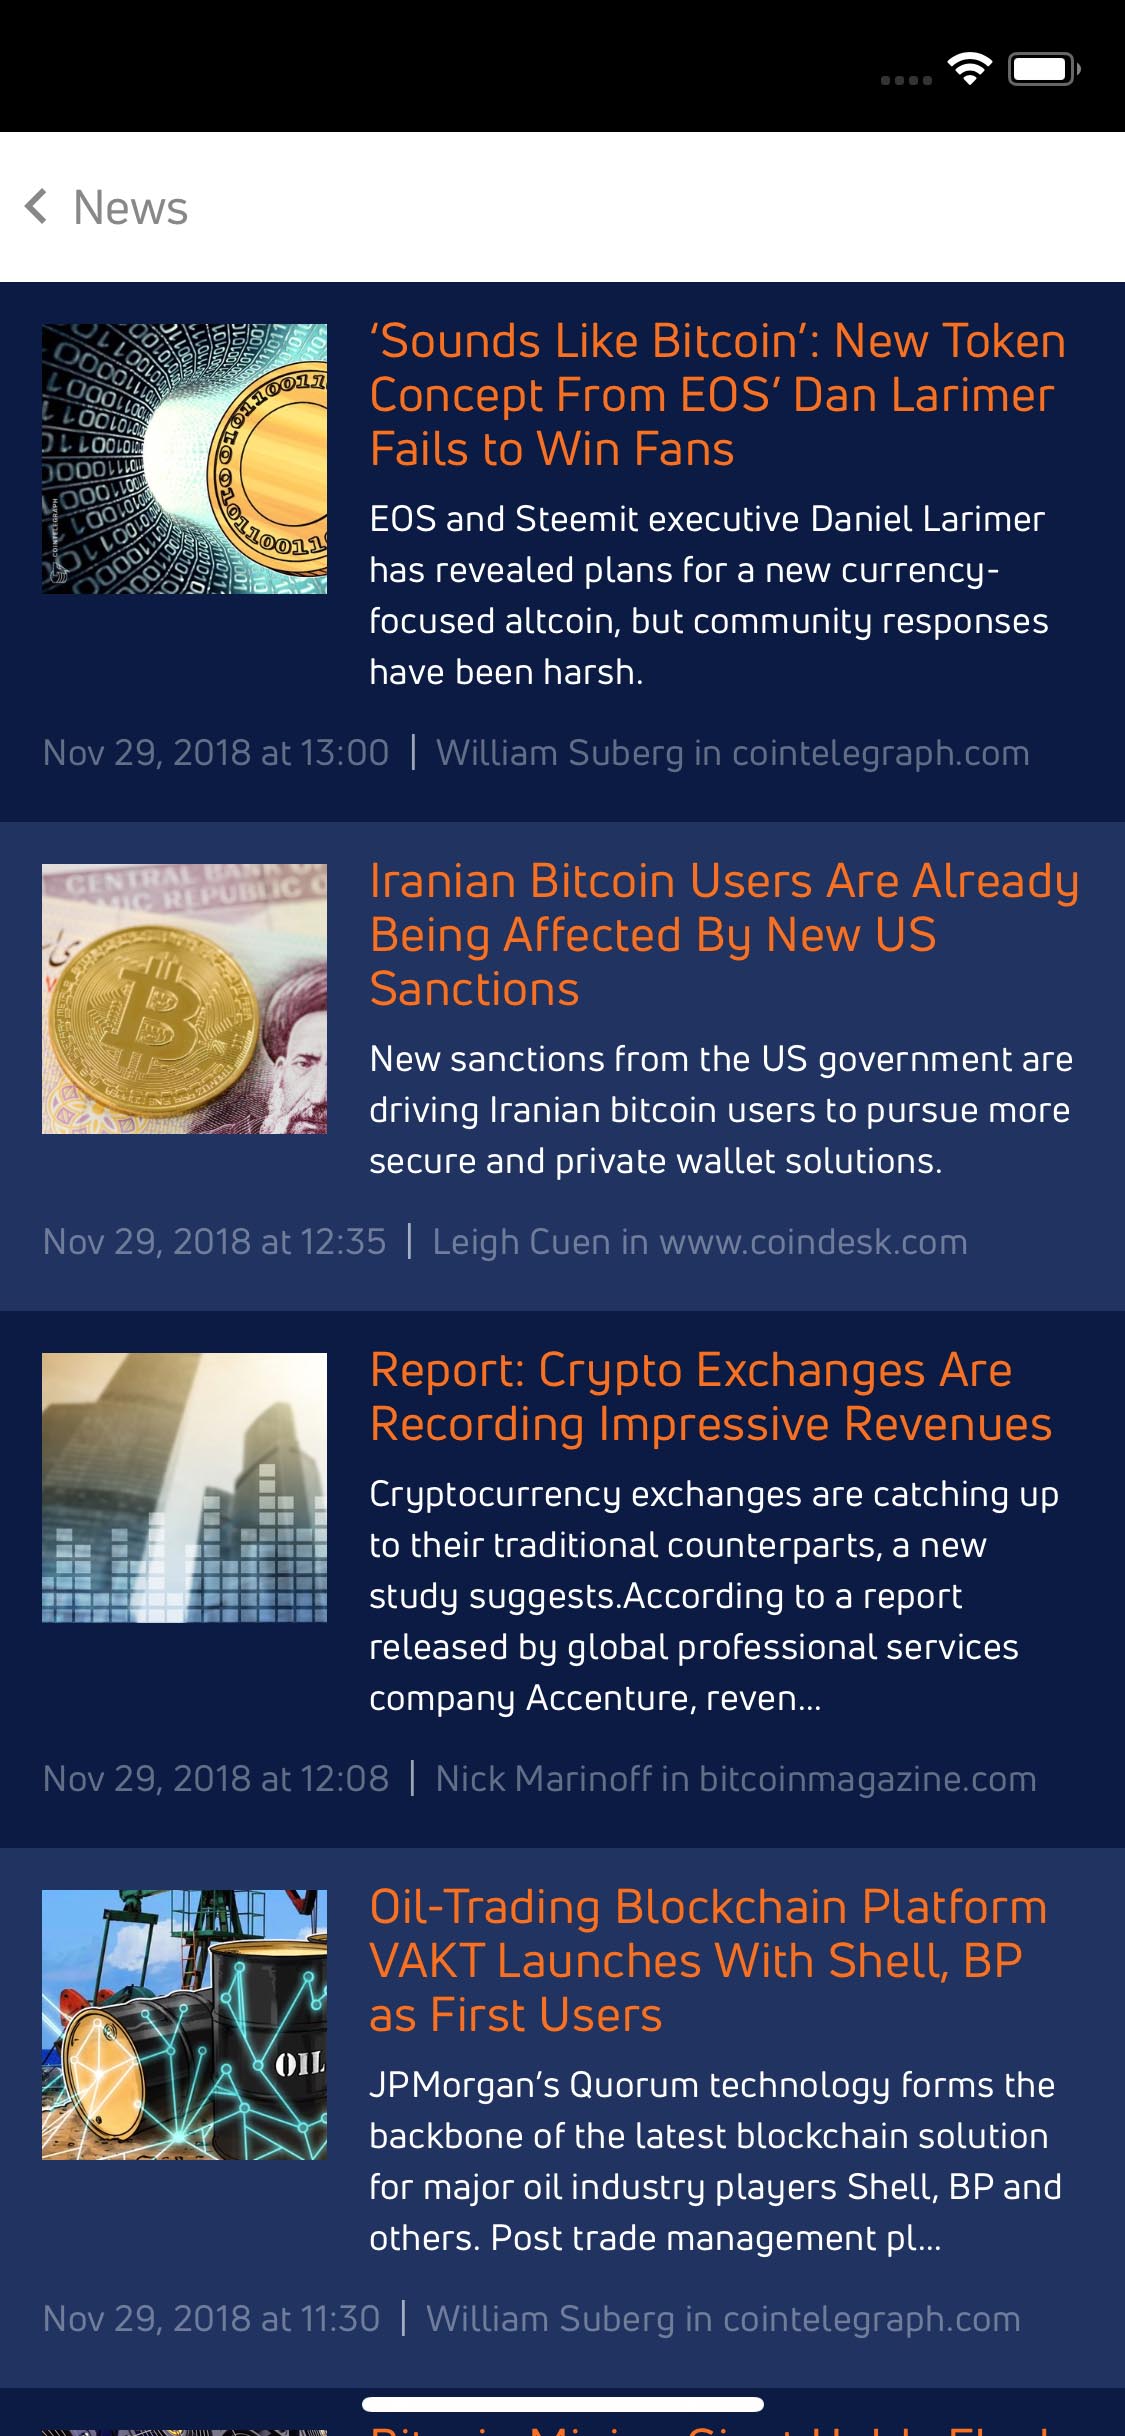 News
‘Sounds Like Bitcoin’: New Token
Concept From EOS’ Dan Larimer
Fails to Win Fans
EOS and Steemit executive Daniel Larimer
has revealed plans for a new currency-
focused altcoin, but community responses
have been harsh.
Nov 29, 2018 at 13:00 | William Suberg in cointelegraph.com
CENTRAL BANK O
MIC REPUBLIC O
Iranian Bitcoin Users Are Already
Being Affected By New US
Sanctions
New sanctions from the US government are
driving Iranian bitcoin users to pursue more
secure and private wallet solutions.
Nov 29, 2018 at 12:35 | Leigh Cuen in www.coindesk.com
Report: Crypto Exchanges Are
Recording Impressive Revenues
Cryptocurrency exchanges are catching up
to their traditional counterparts, a new
study suggests.According to a report
released by global professional services
company Accenture, reven...
Nov 29, 2018 at 12:08 | Nick Marinoff in bitcoinmagazine.com
OIL
Oil-Trading Blockchain Platform
VAKT Launches With Shell, BP
as First Users
JPMorgan’s Quorum technology forms the
backbone of the latest blockchain solution
for major oil industry players Shell, BP and
others. Post trade management pl...
Nov 29, 2018 at 11:30 | William Suberg in cointelegraph.com